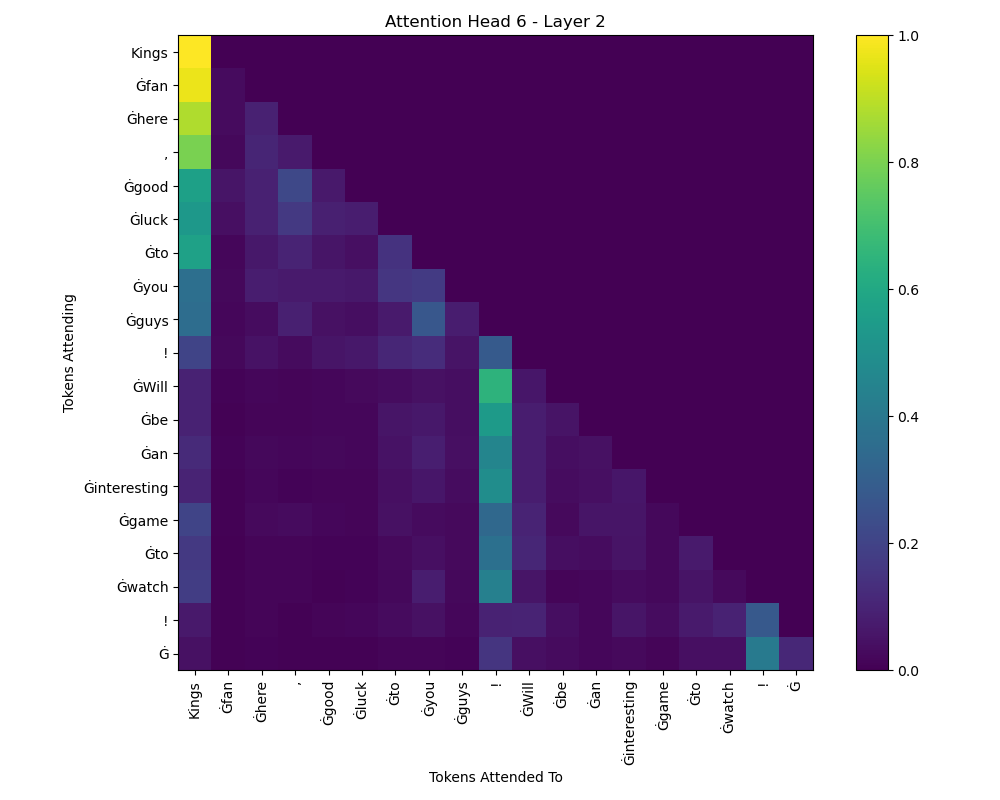 Attention Head 6 - Layer 2
Kings
Ġfan
Ġhere
,
Ġgood
Ġluck
Ġto
Ġyou
Ġguys
!
ĠWill
Ġbe
Ġan
Ġinteresting
Ġgame
Ġto
Ġwatch
!
Ġ
Tokens Attending
Kings
Ġfan
Ġhere
,
Ġgood
Ġluck
Ġto
Ġyou
Ġguys
!
ĠWill
Ġbe
Ġan
Ġinteresting
Ġgame
Ġto
Ġwatch
!
Ġ
Tokens Attended To
1.0
0.8
0.6
0.4
0.2
0.0